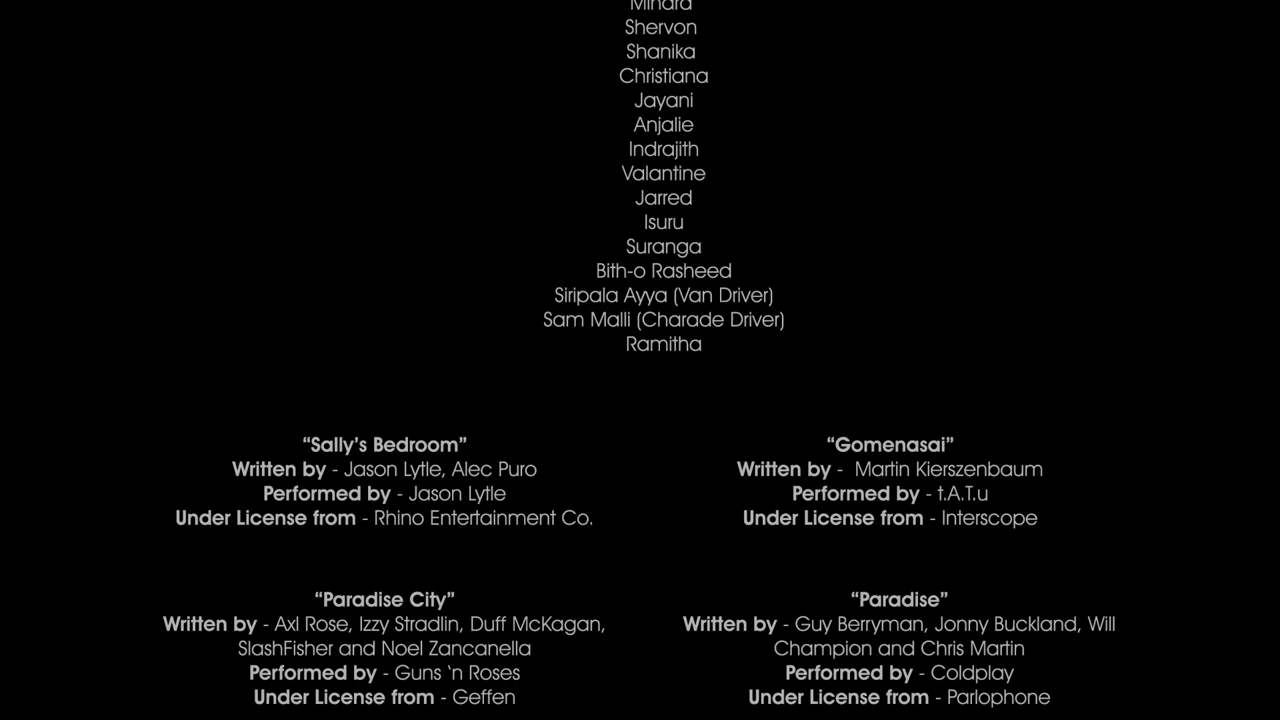 Minara
Shervon
Shanika
Christiana
Jayani
Anjalie
Indrajith
Valantine
Jarred
Isuru
Suranga
Bith-o Rasheed
Siripala Ayya (Van Driver)
Sam Malli (Charade Driver)
Ramitha
“Sally’s Bedroom”
Written by - Jason Lytle, Alec Puro
Performed by - Jason Lytle
Under License from - Rhino Entertainment Co.
“Gomenasai”
Written by - Martin Kierszenbaum
Performed by - t.A.T.u
Under License from - Interscope
“Paradise City”
Written by - Axl Rose, Izzy Stradlin, Duff McKagan,
SlashFisher and Noel Zancanella
Performed by - Guns ‘n Roses
Under License from - Geffen
“Paradise”
Written by - Guy Berryman, Jonny Buckland, Will
Champion and Chris Martin
Performed by - Coldplay
Under License from - Parlophone